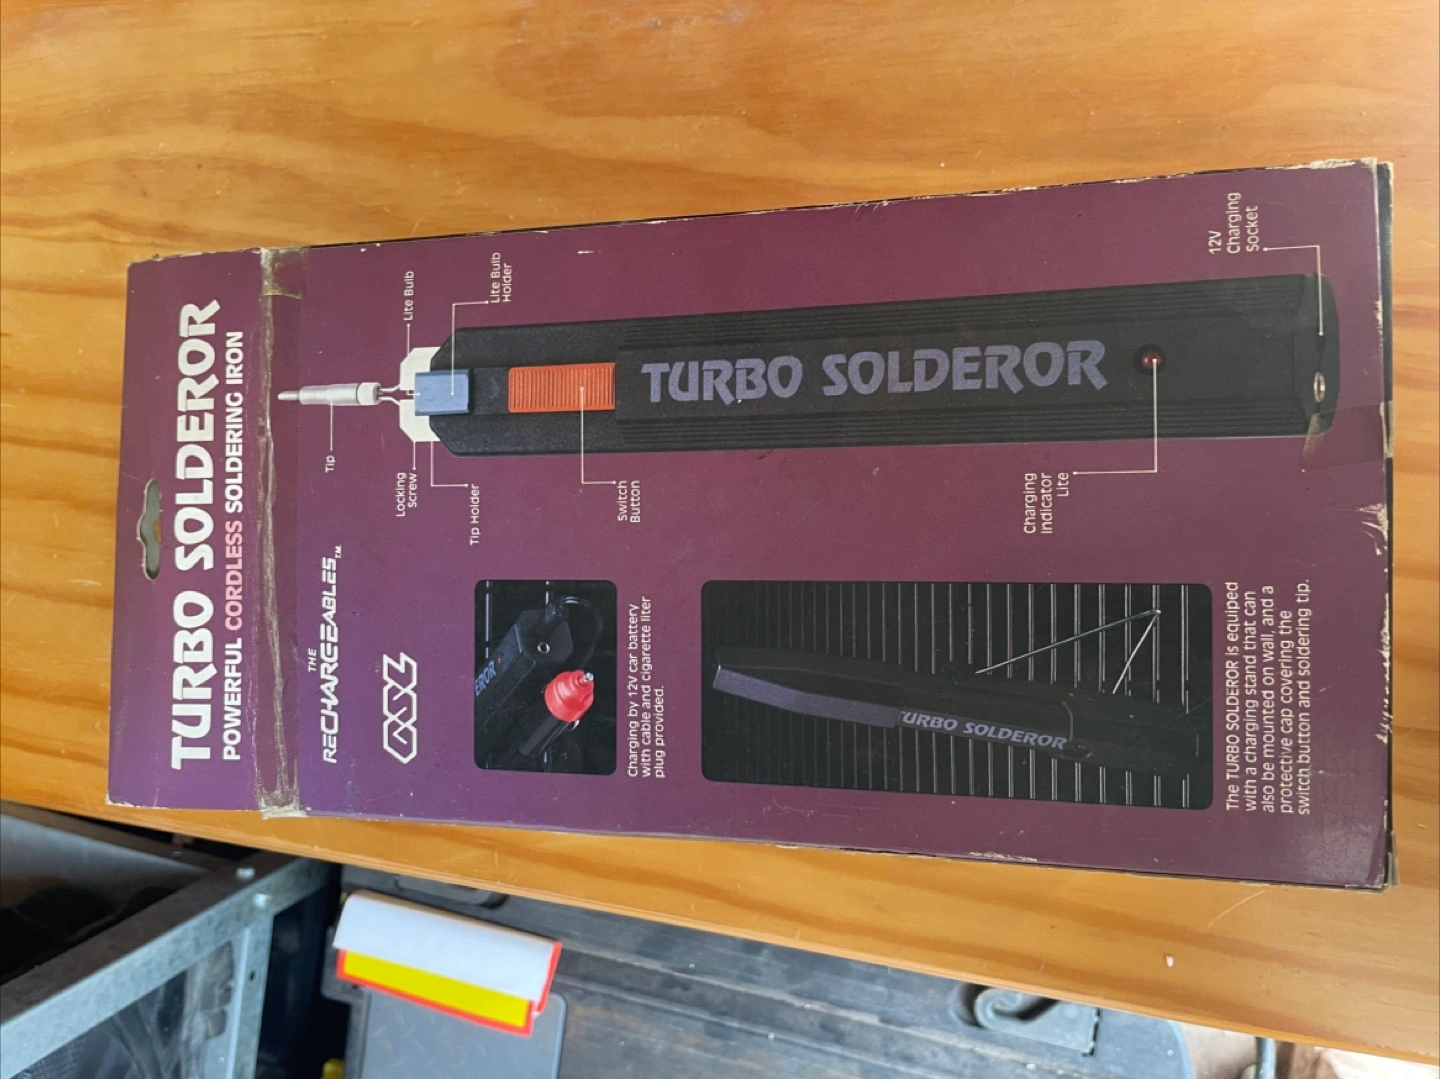 TURBO SOLDEROR
POWERFUL CORDLESS SOLDERING IRON
THE
RECHARGEABLES T.M.
Tip
Lite Bulb
Lite Bulb
Holder
Locking
Screw
Tip Holder
Switch
Button
TURBO SOLDEROR
Charging
Indicator
Lite
12V
Charging
Socket
EROR
Charging by 12V car battery
with cable and cigarette liter
plug provided.
TURBO SOLDEROR
The TURBO SOLDEROR is equiped
with a charging stand that can
also be mounted on wall, and a
protective cap covering the
switch button and soldering tip.